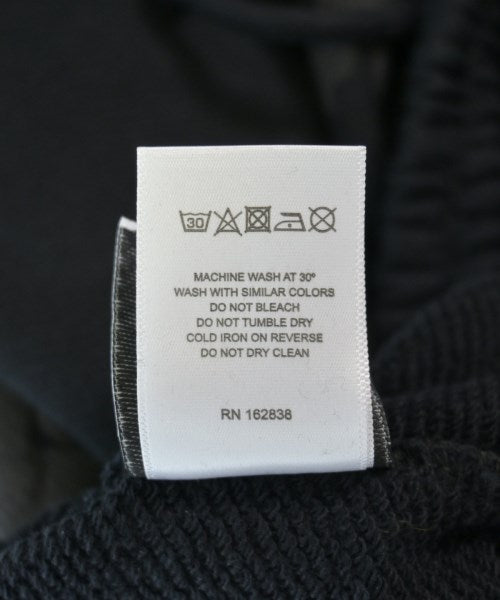 30
MACHINE WASH AT 30°
WASH WITH SIMILAR COLORS
DO NOT BLEACH
DO NOT TUMBLE DRY
COLD IRON ON REVERSE
DO NOT DRY CLEAN
RN 162838